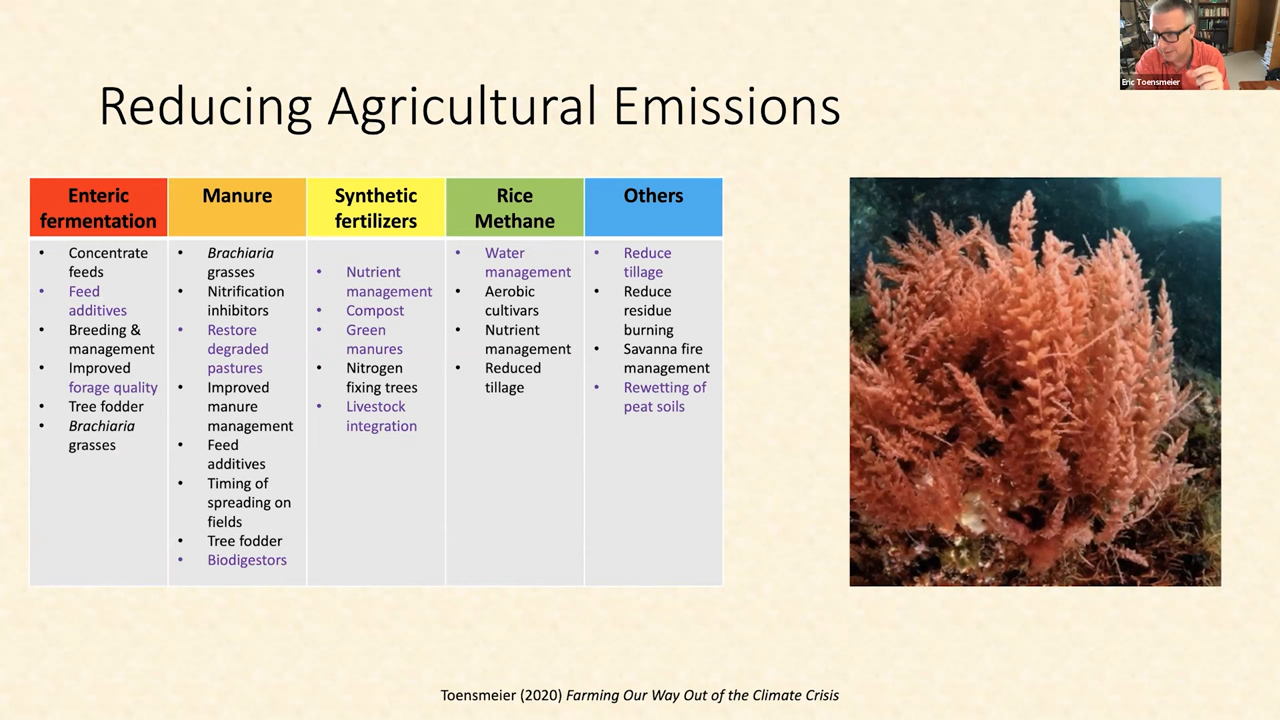 Eric Toensmeier
Reducing Agricultural Emissions
Enteric
fermentation
• Concentrate
feeds
• Feed
additives
• Breeding &
management
• Improved
forage quality
• Tree fodder
• Brachiaria
grasses
Manure
• Brachiaria
grasses
• Nitrification
inhibitors
• Restore
degraded
pastures
• Improved
manure
management
• Feed
additives
• Timing of
spreading on
fields
• Tree fodder
• Biodigestors
Synthetic
fertilizers
• Nutrient
management
• Compost
• Green
manures
• Nitrogen
fixing trees
• Livestock
integration
Rice
Methane
• Water
management
• Aerobic
cultivars
• Nutrient
management
• Reduced
tillage
Others
• Reduce
tillage
• Reduce
residue
burning
• Savanna fire
management
• Rewetting of
peat soils
Toensmeier (2020) Farming Our Way Out of the Climate Crisis